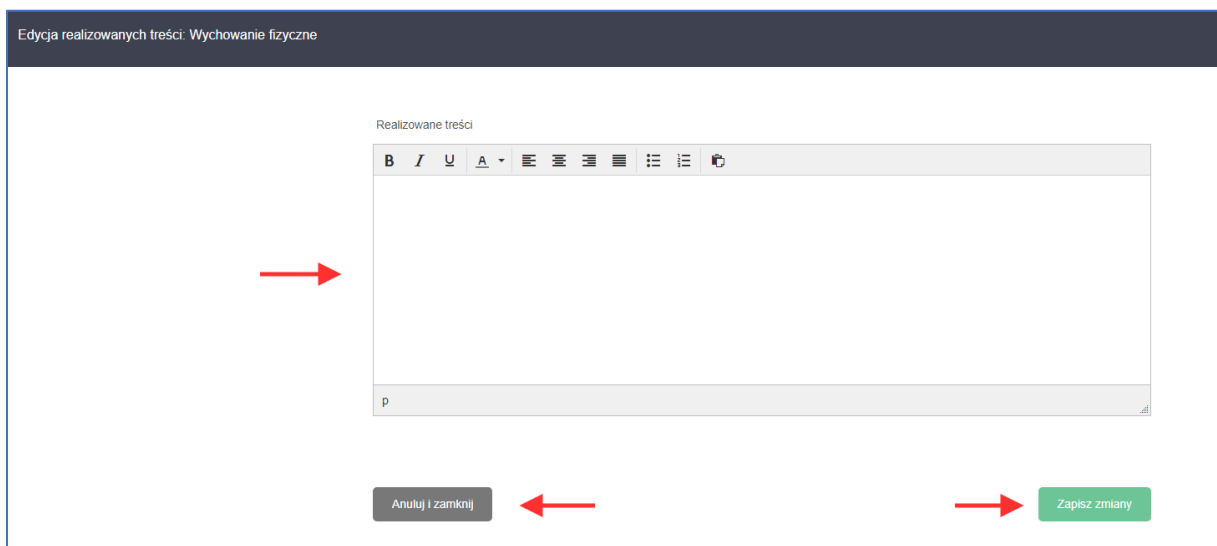 Edycja realizowanych treści: Wychowanie fizyczne
Realizowane treści
B I U A
p
Anuluj i zamknij
Zapisz zmiany